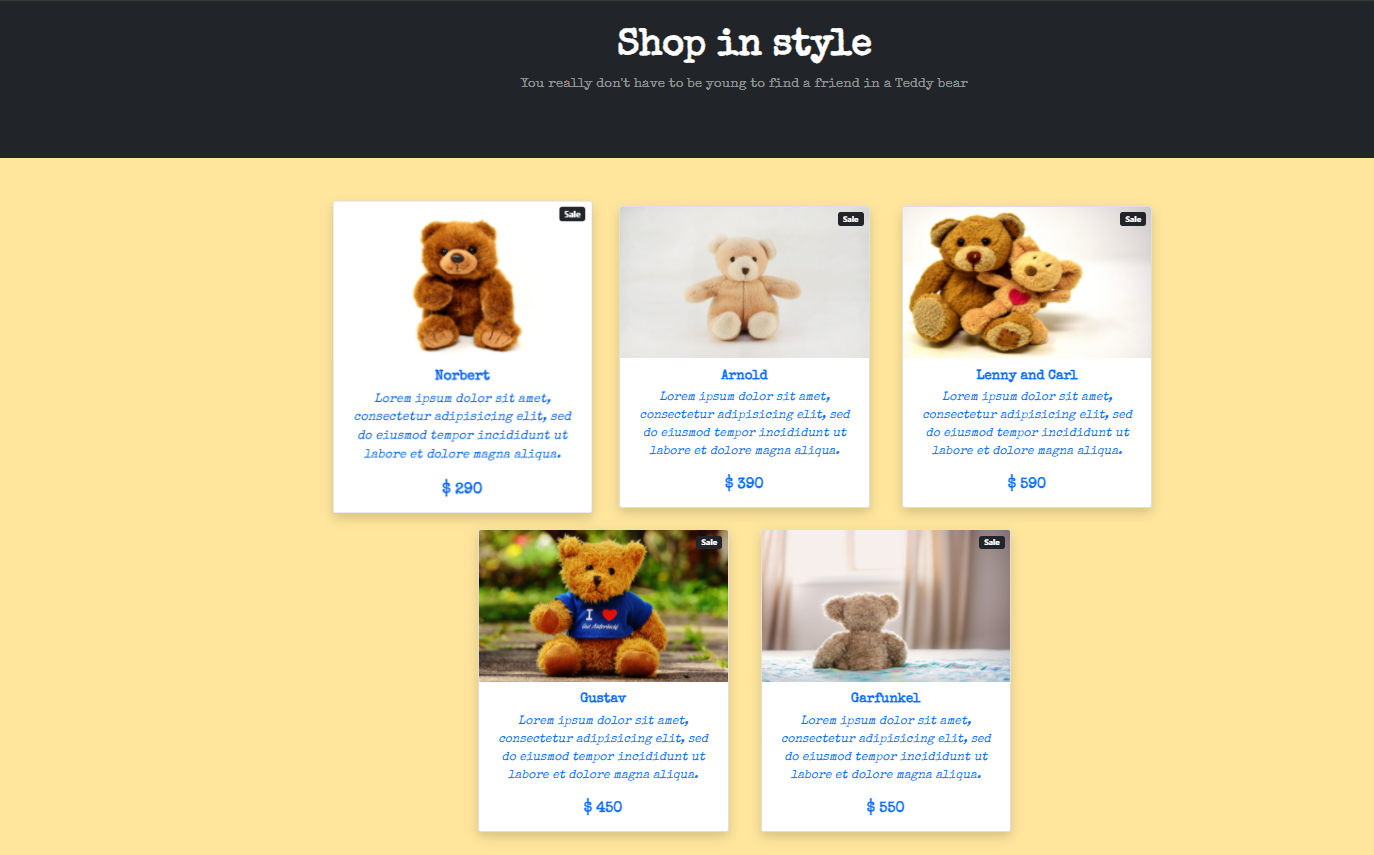 Shop in style
You really don't have to be young to find a friend in a Teddy bear
Sale
Norbert
Lorem ipsum dolor sit amet,
consectetur adipisicing elit, sed
do eiusmod tempor incididunt ut
labore et dolore magna aliqua.
$ 290
Sale
Arnold
Lorem ipsum dolor sit amet,
consectetur adipisicing elit, sed
do eiusmod tempor incididunt ut
labore et dolore magna aliqua.
$ 390
Sale
Lenny and Carl
Lorem ipsum dolor sit amet,
consectetur adipisicing elit, sed
do eiusmod tempor incididunt ut
labore et dolore magna aliqua.
$ 590
Sale
I ❤
Gustav
Lorem ipsum dolor sit amet,
consectetur adipisicing elit, sed
do eiusmod tempor incididunt ut
labore et dolore magna aliqua.
$ 450
Sale
Garfunkel
Lorem ipsum dolor sit amet,
consectetur adipisicing elit, sed
do eiusmod tempor incididunt ut
labore et dolore magna aliqua.
$ 550